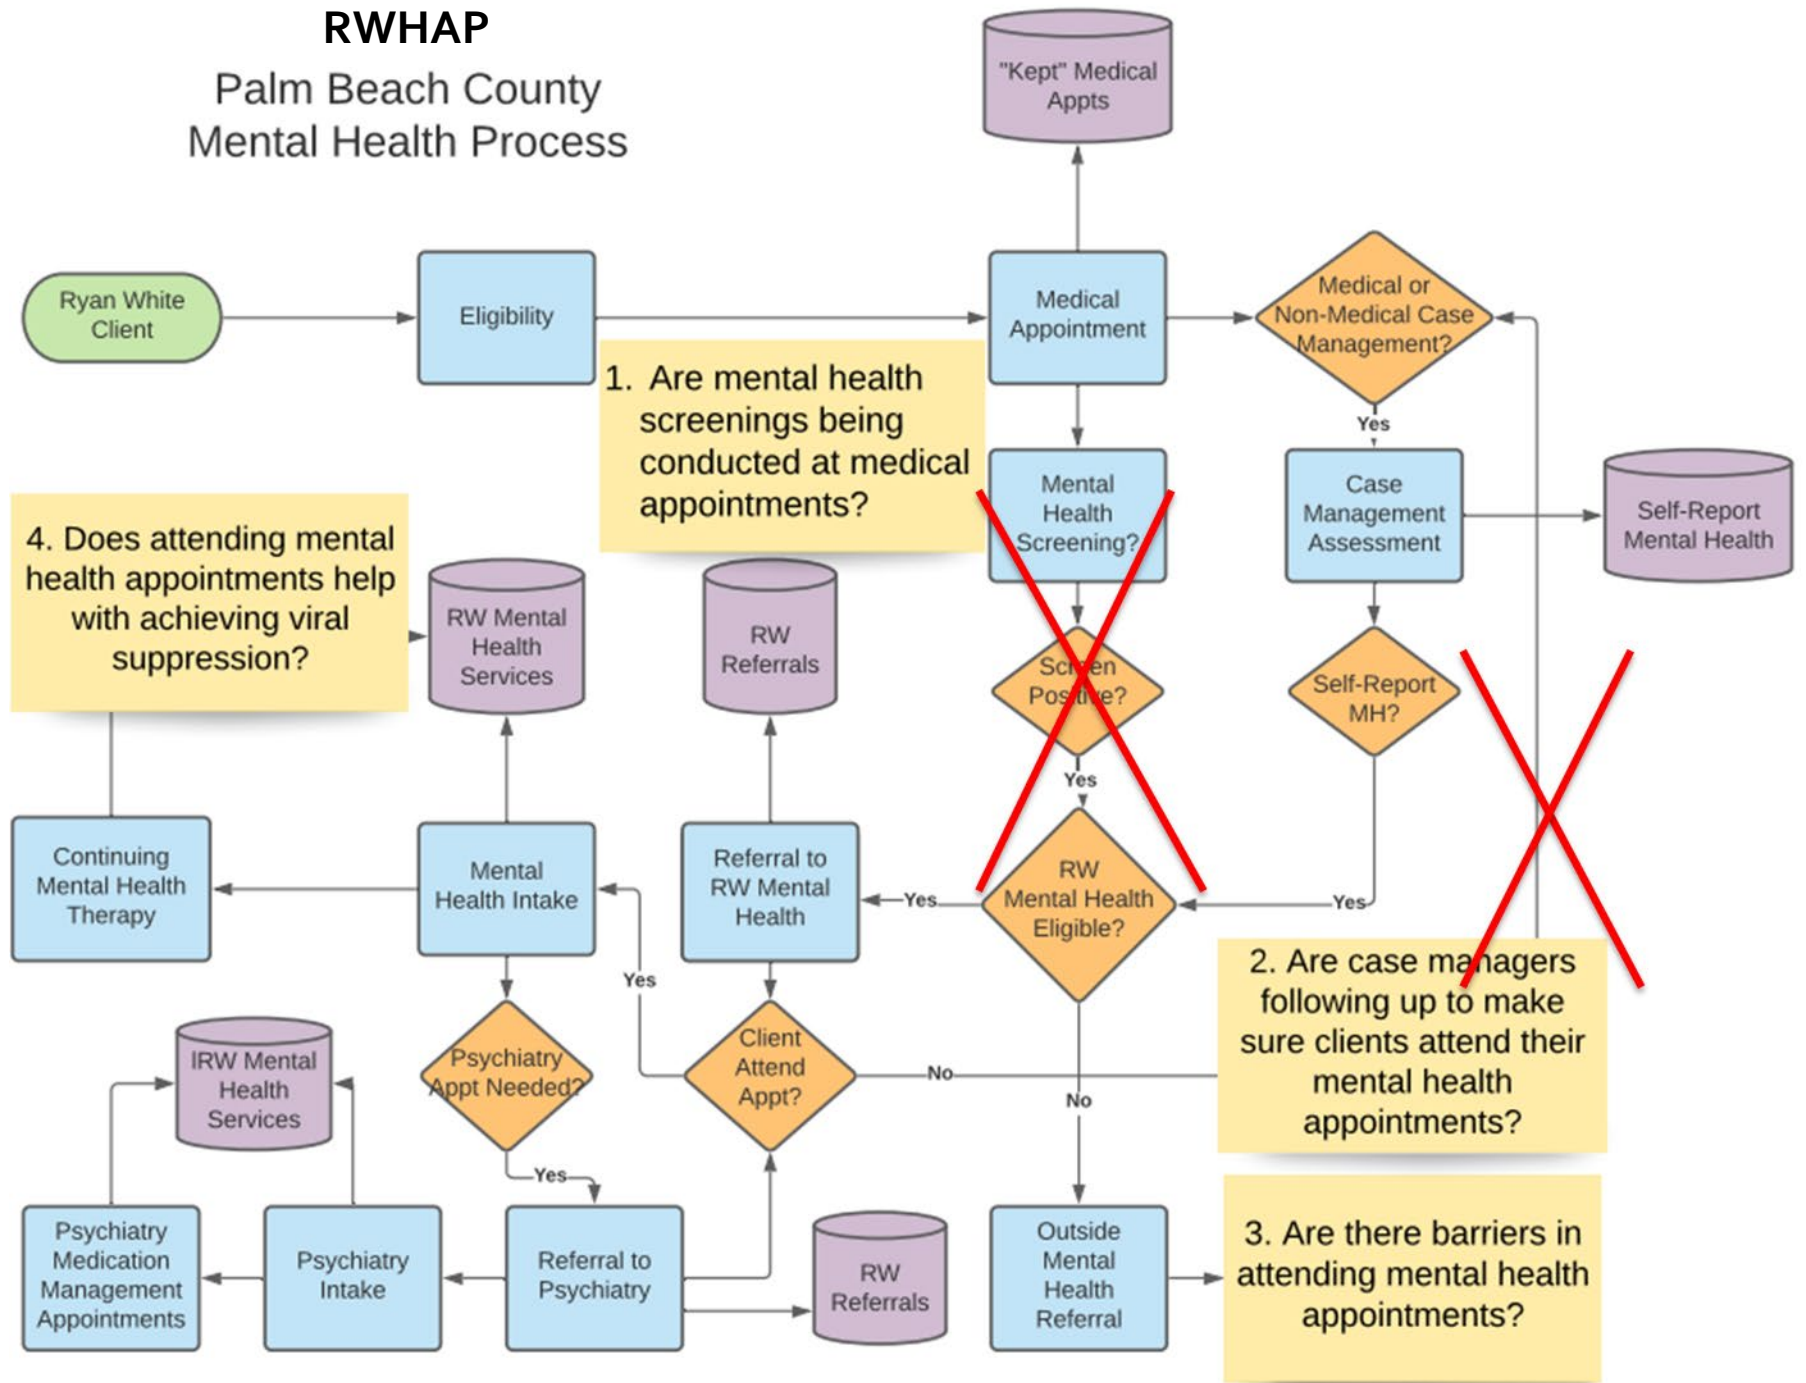 RWHAP
Palm Beach County
Mental Health Process
"Kept" Medical
Appts
Ryan White
Client
Eligibility
Medical
Appointment
Medical or
Non-Medical Case
Management?
Yes
1. Are mental health
screenings being
conducted at medical
appointments?
Mental
Health
Screening?
Case
Management
Assessment
Self-Report
Mental Health
4. Does attending mental
health appointments help
with achieving viral
suppression?
RW Mental
Health
Services
RW
Referrals
Screen
Positive?
Self-Report
MH?
Yes
Continuing
Mental Health
Therapy
Mental
Health Intake
Referral to
RW Mental
Health
Yes
RW
Mental Health
Eligible?
Yes
Yes
2. Are case managers
following up to make
sure clients attend their
mental health
appointments?
IRW Mental
Health
Services
Psychiatry
Appt Needed?
Client
Attend
Appt?
No
No
Yes
Psychiatry
Medication
Management
Appointments
Psychiatry
Intake
Referral to
Psychiatry
RW
Referrals
Outside
Mental
Health
Referral
3. Are there barriers in
attending mental health
appointments?